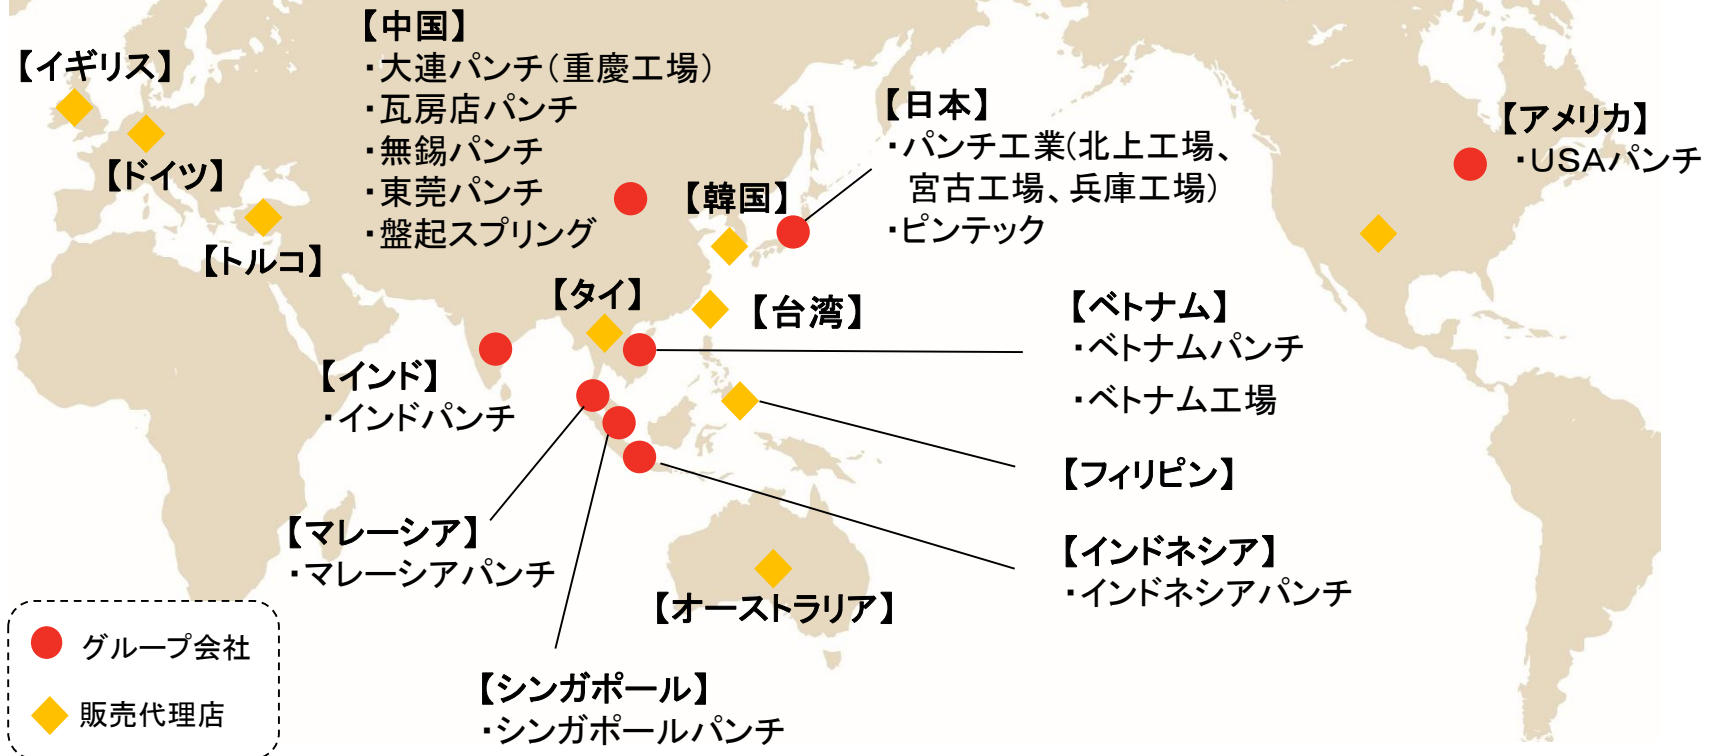 【中国】
・大連パンチ(重慶工場)
・瓦房店パンチ
・無錫パンチ
・東莞パンチ
・盤起スプリング
【イギリス】
【ドイツ】
【トルコ】
【日本】
・パンチ工業(北上工場、
宮古工場、兵庫工場)
・ピンテック
【韓国】
【アメリカ】
・USAパンチ
【タイ】
【台湾】
【ベトナム】
・ベトナムパンチ
・ベトナム工場
【インド】
・インドパンチ
【フィリピン】
【マレーシア】
・マレーシアパンチ
【インドネシア】
・インドネシアパンチ
【オーストラリア】
【シンガポール】
・シンガポールパンチ
グループ会社
販売代理店